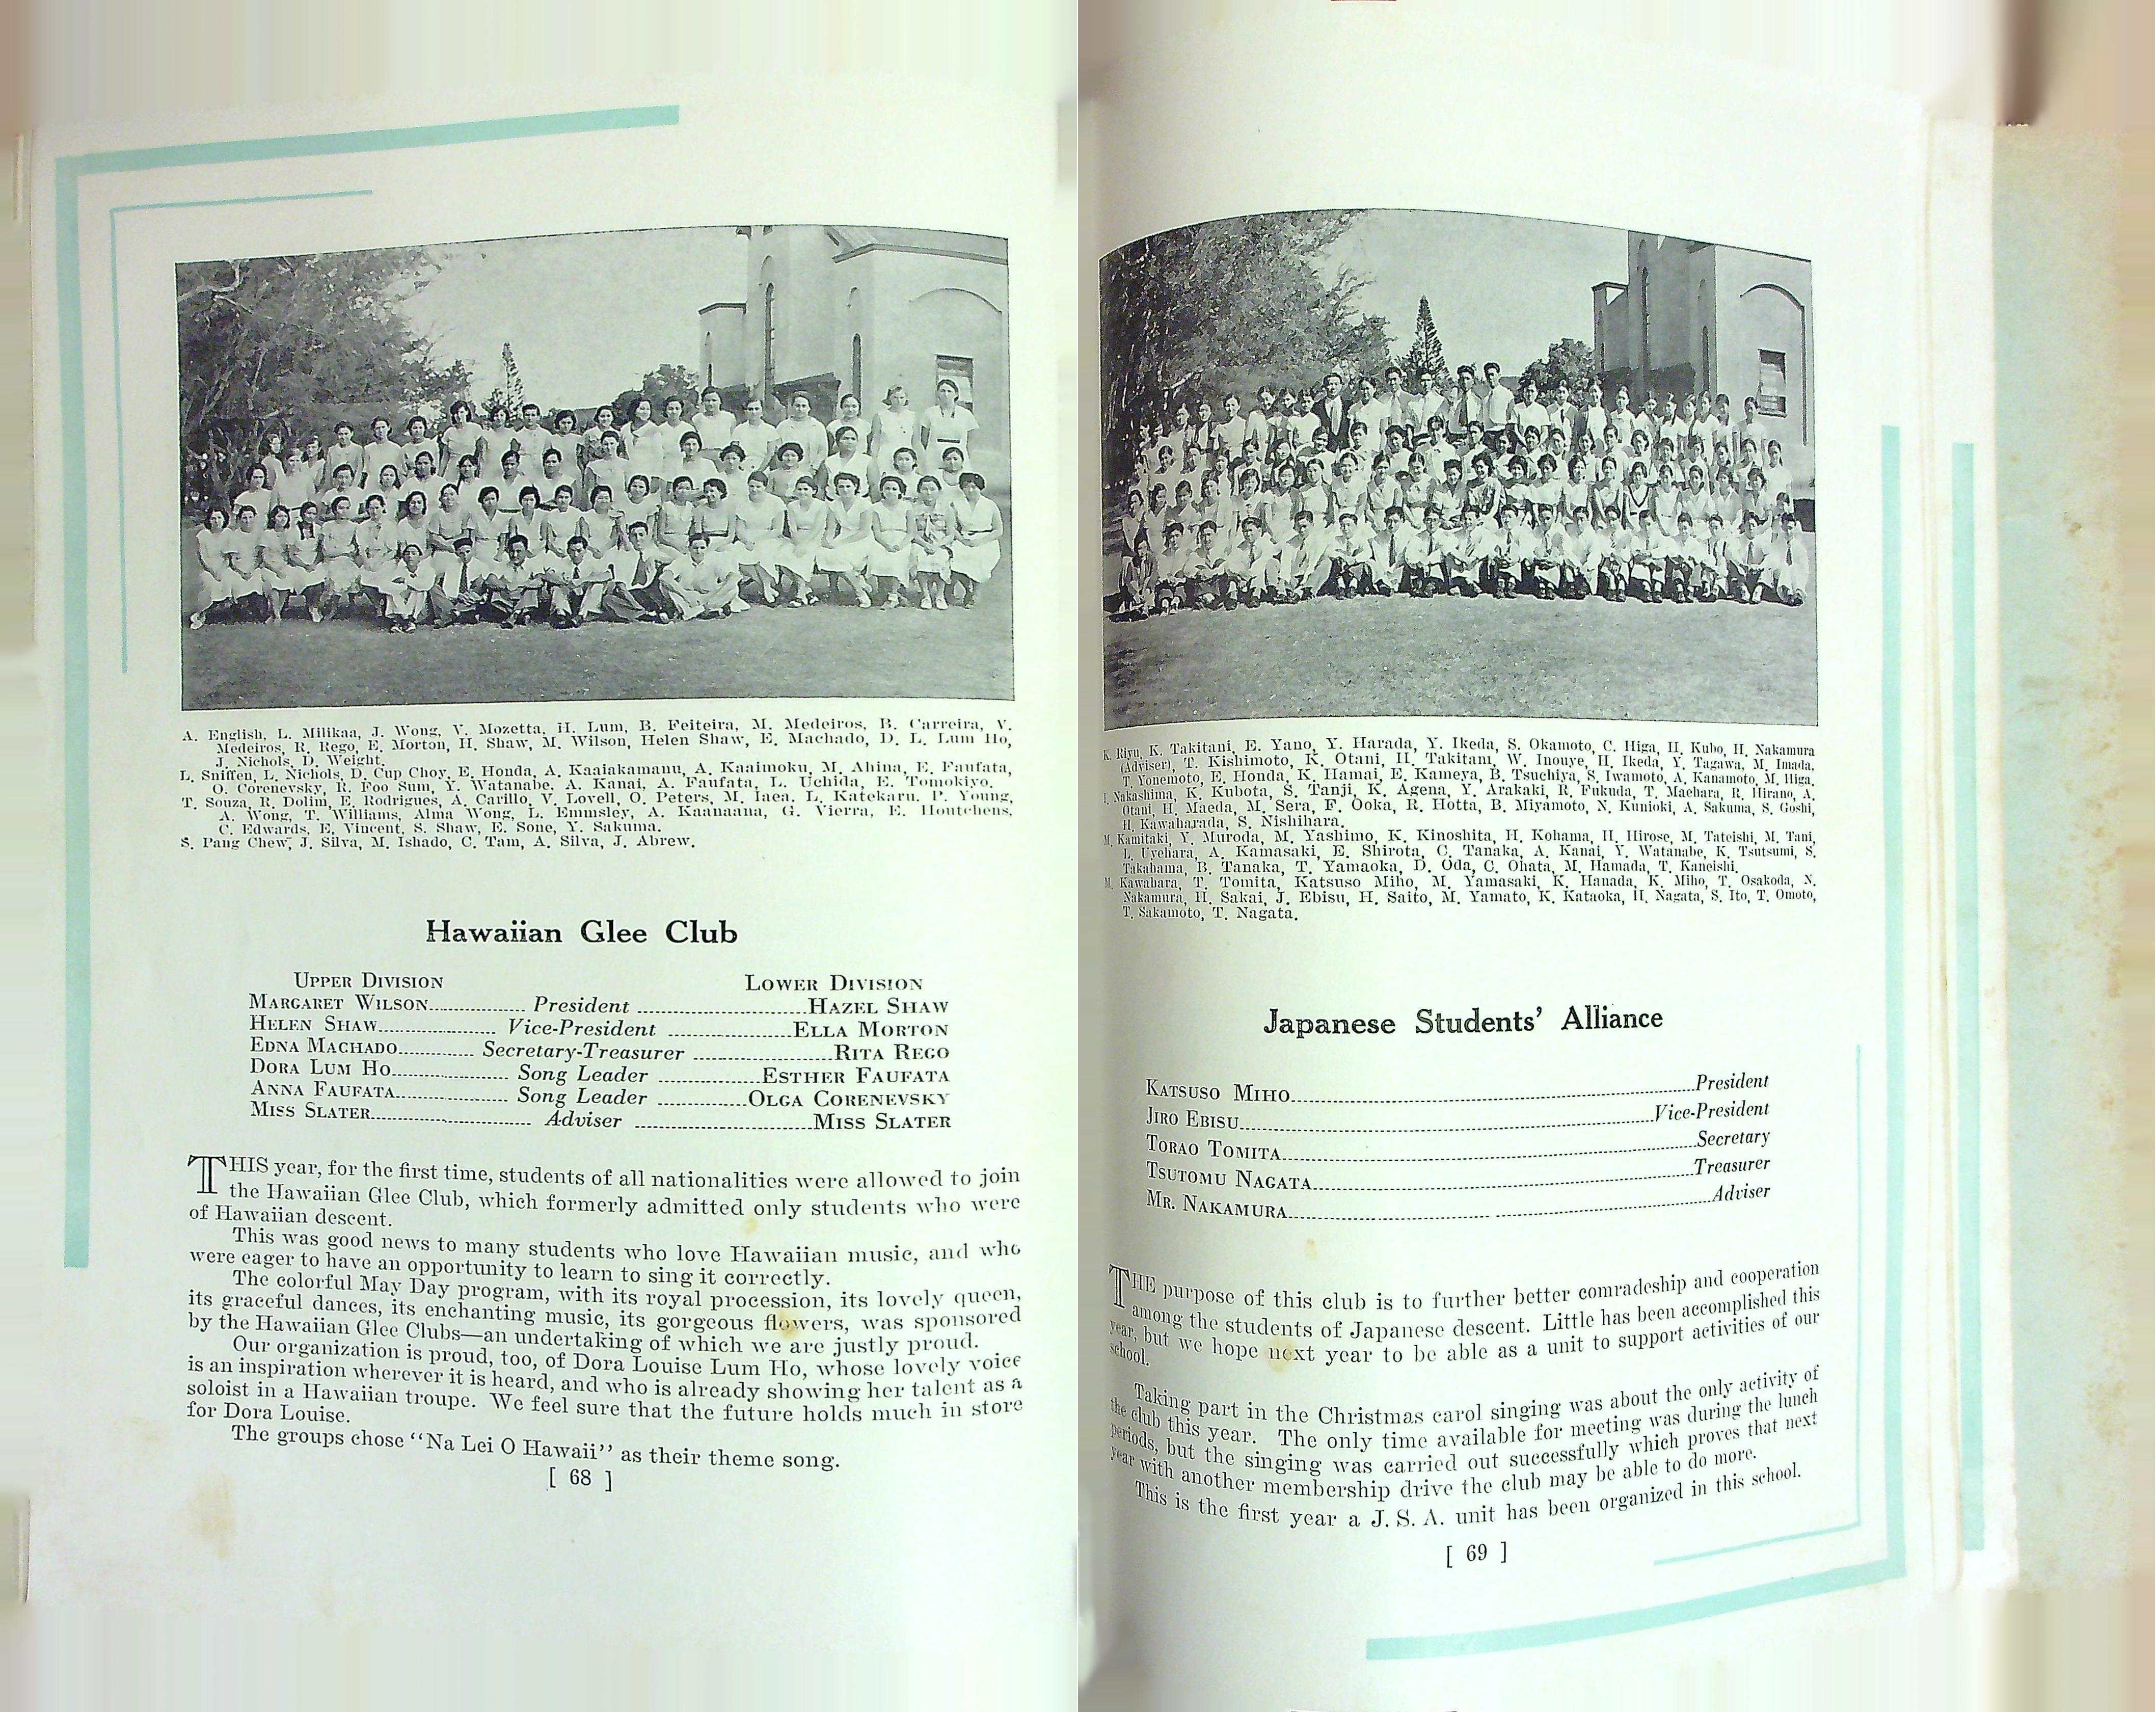 A. English, L. Milikaa, J. Wong, V. Mozetta, H. Lum, B. Feiteira, M. Medeiros, B. Carreira, V.
Medeiros, R. Rego, E. Morton, H. Shaw, M. Wilson, Helen Shaw, E. Machado, D. L. Lum Ho,
J. Nichols, D. Weight.
L. Sniffen, L. Nichols, D. Cup Choy, E. Honda, A. Kaaiakamanu, A. Kaaimoku, M. Ahina, E. Faufata,
O. Corenevsky, R. Foo Sum, Y. Watanabe, A. Kanai, A. Faufata, L. Uchida, E. Tomokiyo.
T. Souza, R. Dolim, E. Rodrigues, A. Carillo, V. Lovell, O. Peters, M. Iaea, L. Katekaru, P. Young,
A. Wong, T. Williams, Alma Wong, L. Emmsley, A. Kaanaana, G. Vierra, E. Hontchens,
C. Edwards, E. Vincent, S. Shaw, E. Sone, Y. Sakuma.
S. Pang Chew, J. Silva, M. Ishado, C. Tam, A. Silva, J. Abrew.
Hawaiian Glee Club
UPPER DIVISION LOWER DIVISION
MARGARET WILSON President HAZEL SHAW
HELEN SHAW Vice-President ELLA MORTON
EDNA MACHADO Secretary-Treasurer RITA REGO
DORA LUM HO Song Leader ESTHER FAUFATA
ANNA FAUFATA Song Leader OLGA CORENEVSKY
MISS SLATER Adviser MISS SLATER
THIS year, for the first time, students of all nationalities were allowed to join
the Hawaiian Glee Club, which formerly admitted only students who were
of Hawaiian descent.
This was good news to many students who love Hawaiian music, and who
were eager to have an opportunity to learn to sing it correctly.
The colorful May Day program, with its royal procession, its lovely queen,
its graceful dances, its enchanting music, its gorgeous flowers, was sponsored
by the Hawaiian Glee Clubs—an undertaking of which we are justly proud.
Our organization is proud, too, of Dora Louise Lum Ho, whose lovely voice
is an inspiration wherever it is heard, and who is already showing her talent as a
soloist in a Hawaiian troupe. We feel sure that the future holds much in store
for Dora Louise.
The groups chose "Na Lei O Hawaii" as their theme song.
[ 68 ]
K. Riyu, K. Takitani, E. Yano, Y. Harada, Y. Ikeda, S. Okamoto, C. Higa, H. Kubo, H. Nakamura
(Adviser), T. Kishimoto, K. Otani, H. Takitani, W. Inouye, H. Ikeda, Y. Tagawa, M. Imada,
T. Yonemoto, E. Honda, K. Hamai, E. Kameya, B. Tsuchiya, S. Iwamoto, A. Kanamoto, M. Higa.
I. Nakashima, K. Kubota, S. Tanji, K. Agena, Y. Arakaki, R. Fukuda, T. Maehara, R. Hirano, A.
Otani, H. Maeda, M. Sera, F. Ooka, R. Hotta, B. Miyamoto, N. Kunioki, A. Sakuma, S. Goshi,
H. Kawaharada, S. Nishihara.
M. Kamitaki, Y. Muroda, M. Yashimo, K. Kinoshita, H. Kohama, H. Hirose, M. Tateishi, M. Tani,
L. Uyehara, A. Kamasaki, E. Shirota, C. Tanaka, A. Kanai, Y. Watanabe, K. Tsutsumi, S.
Takahama, B. Tanaka, T. Yamaoka, D. Oda, C. Ohata, M. Hamada, T. Kaneishi.
M. Kawahara, T. Tomita, Katsuso Miho, M. Yamasaki, K. Hanada, K. Miho, T. Osakoda, N.
Nakamura, H. Sakai, J. Ebisu, H. Saito, M. Yamato, K. Kataoka, H. Nagata, S. Ito, T. Omoto,
T. Sakamoto, T. Nagata.
Japanese Students' Alliance
KATSUSO MIHO President
JIRO EBISU Vice-President
TORAO TOMITA Secretary
TSUTOMU NAGATA Treasurer
MR. NAKAMURA Adviser
THE purpose of this club is to further better comradeship and cooperation
among the students of Japanese descent. Little has been accomplished this
year, but we hope next year to be able as a unit to support activities of our
school.
Taking part in the Christmas carol singing was about the only activity of
the club this year. The only time available for meeting was during the lunch
periods, but the singing was carried out successfully which proves that next
year with another membership drive the club may be able to do more.
This is the first year a J. S. A. unit has been organized in this school.
[ 69 ]